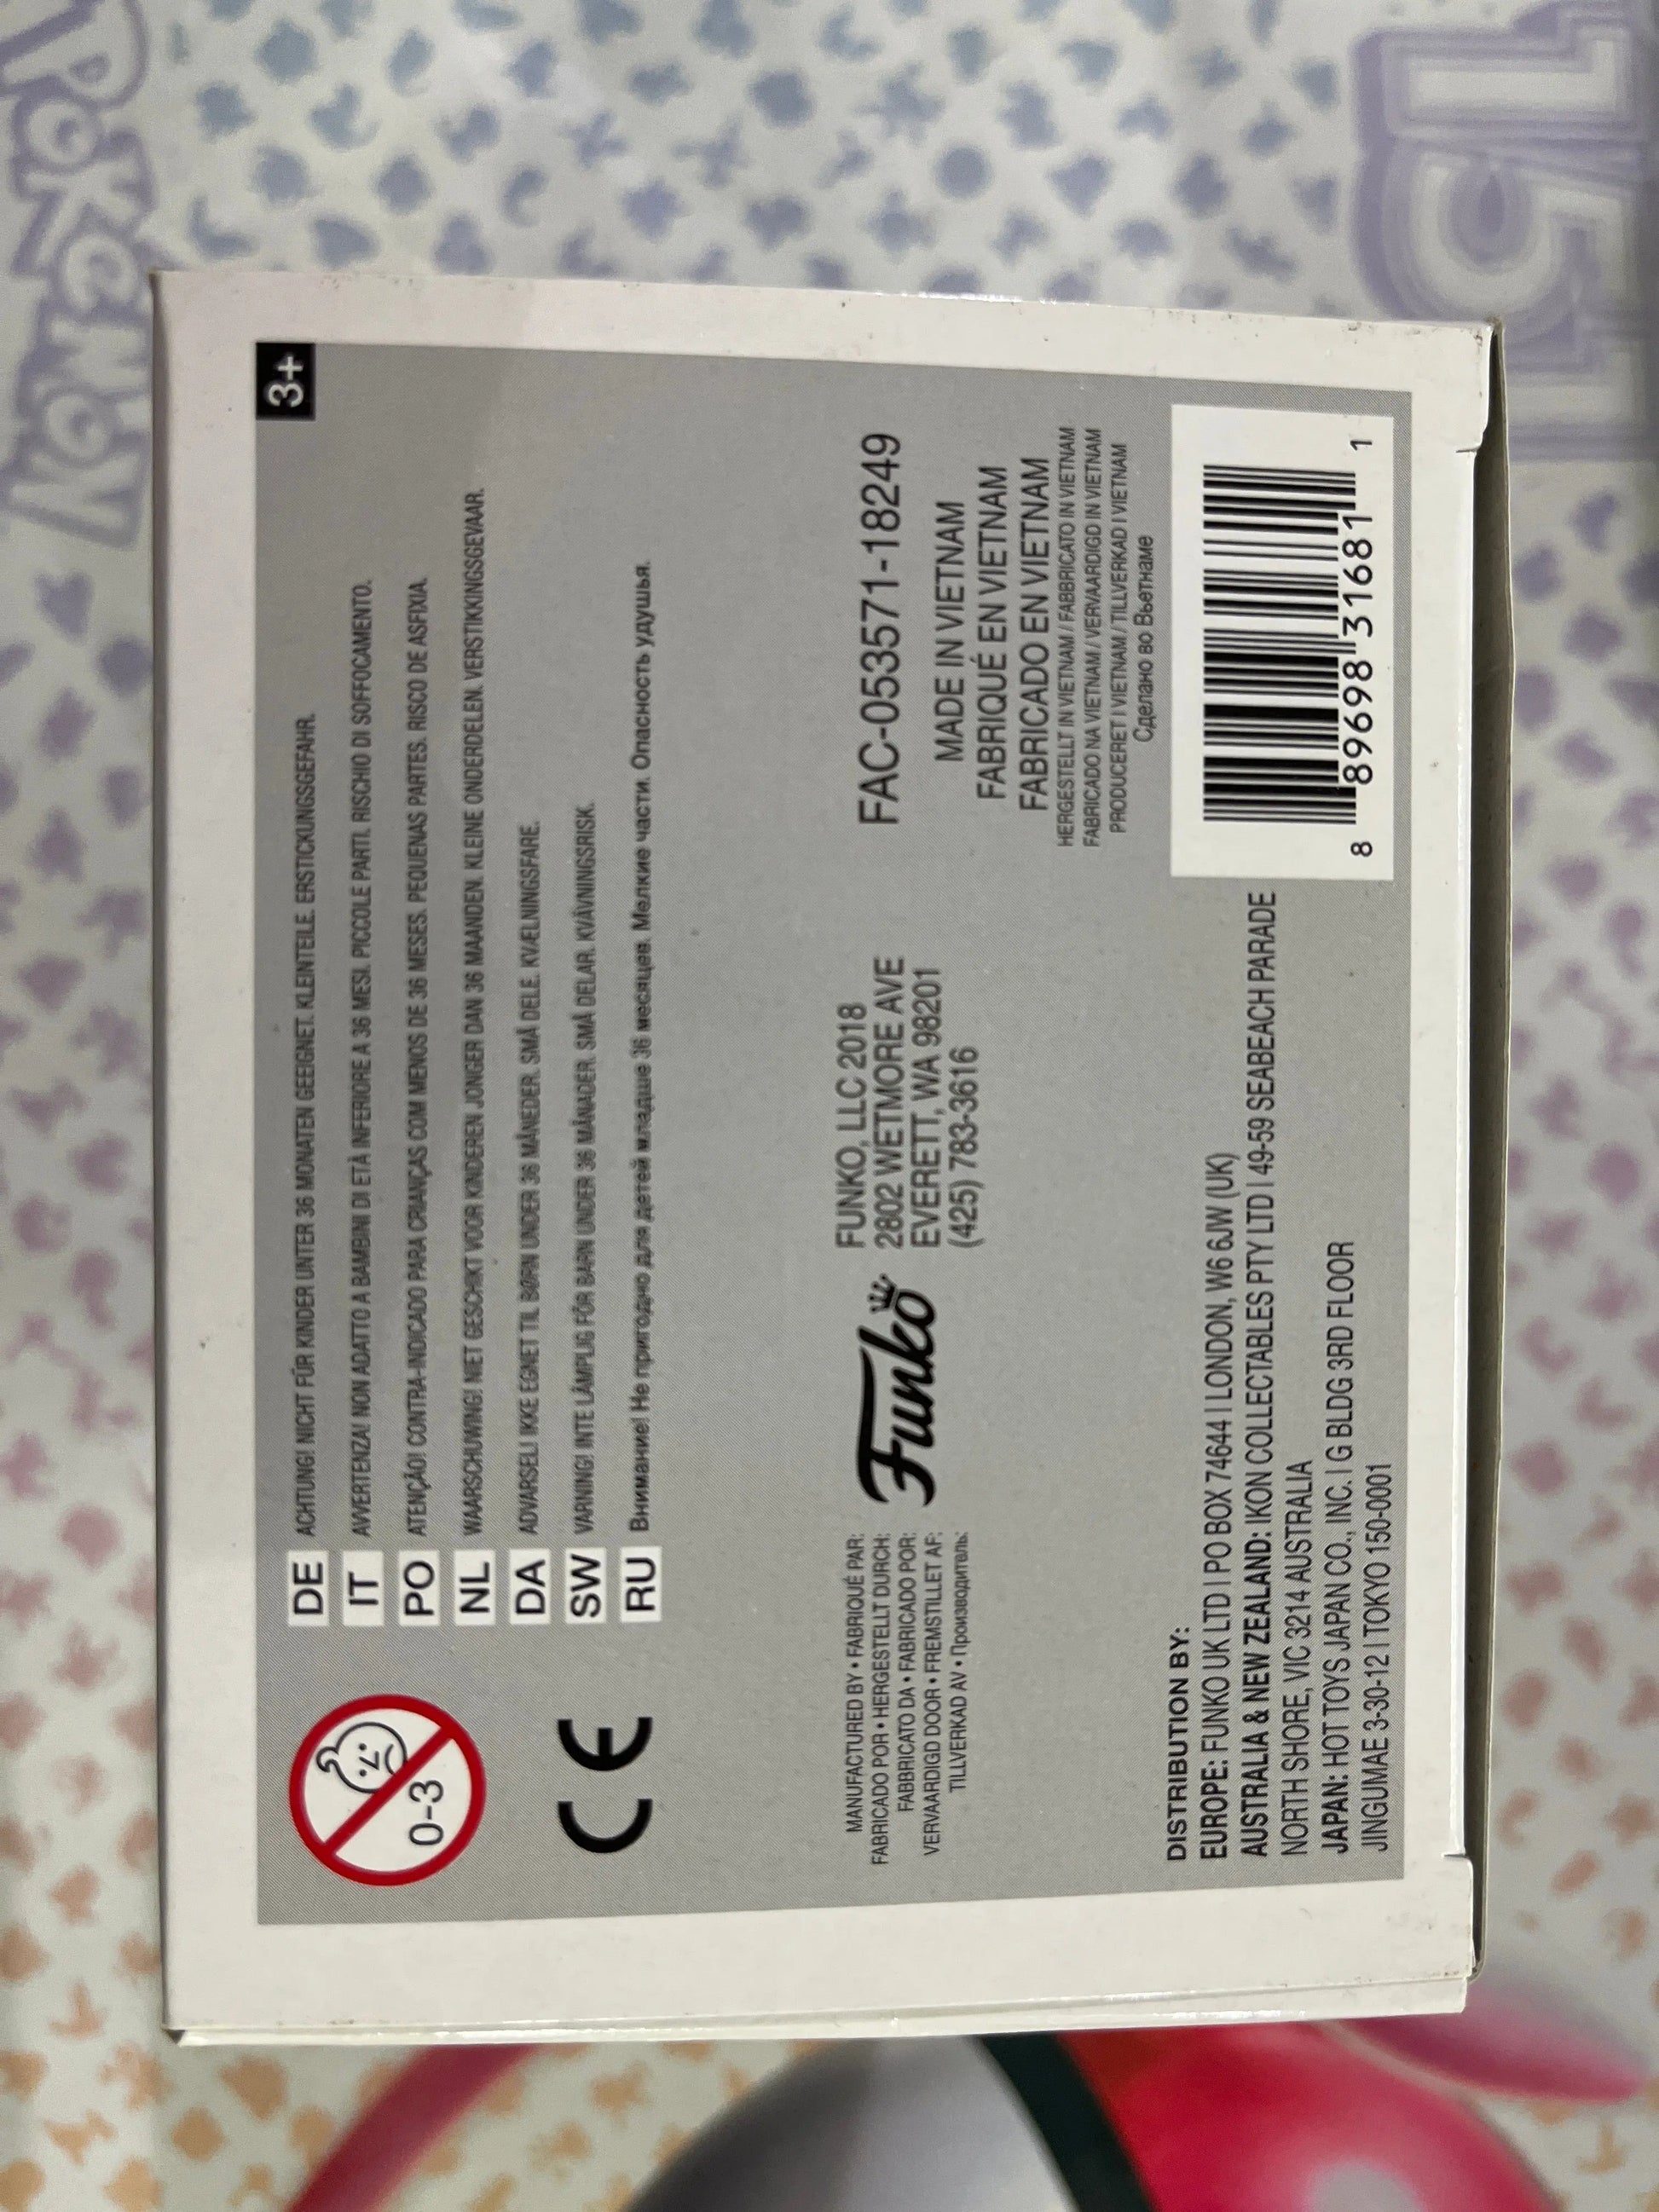 POKéMON
151
3+
0-3
DE ACHTUNG! NICHT FÜR KINDER UNTER 36 MONATEN GEEIGNET. KLEINTEILE. ERSTICKUNGSGEFAHR.
IT AVVERTENZA! NON ADATTO A BAMBINI DI ETÀ INFERIORE A 36 MESI. PICCOLE PARTI. RISCHIO DI SOFFOCAMENTO.
PO ATENÇÃO! CONTRA-INDICADO PARA CRIANÇAS COM MENOS DE 36 MESES. PEQUENAS PARTES. RISCO DE ASFIXIA.
NL WAARSCHUWING! NIET GESCHIKT VOOR KINDEREN JONGER DAN 36 MAANDEN. KLEINE ONDERDELEN. VERSTIKKINGSGEVAAR.
DA ADVARSEL! IKKE EGNET TIL BØRN UNDER 36 MÅNEDER. SMÅ DELE. KVÆLNINGSFARE.
SW VARNING! INTE LÄMPLIG FÖR BARN UNDER 36 MÅNADER. SMÅ DELAR. KVÄVNINGSRISK.
RU Внимание! Не пригодно для детей младше 36 месяцев. Мелкие части. Опасность удушья.
CE
MANUFACTURED BY • FABRIQUÉ PAR:
FABRICADO POR • HERGESTELLT DURCH:
FABBRICATO DA • FABRICADO POR:
VERVAARDIGD DOOR • FREMSTILLET AF:
TILLVERKAD AV • Производитель:
Funko
FUNKO, LLC 2018
2802 WETMORE AVE
EVERETT, WA 98201
(425) 783-3616
FAC-053571-18249
MADE IN VIETNAM
FABRIQUÉ EN VIETNAM
FABRICADO EN VIETNAM
HERGESTELLT IN VIETNAM / FABBRICATO IN VIETNAM
FABRICADO NA VIETNAM / VERVAARDIGD IN VIETNAM
PRODUCERET I VIETNAM / TILLVERKAD I VIETNAM
Сделано во Вьетнаме
DISTRIBUTION BY:
EUROPE: FUNKO UK LTD | PO BOX 74644 | LONDON, W6 6JW (UK)
AUSTRALIA & NEW ZEALAND: IKON COLLECTABLES PTY LTD | 49-59 SEABEACH PARADE
NORTH SHORE, VIC 3214 AUSTRALIA
JAPAN: HOT TOYS JAPAN CO., INC. | G BLDG 3RD FLOOR
JINGUMAE 3-30-12 | TOKYO 150-0001
8 89698 31681 1